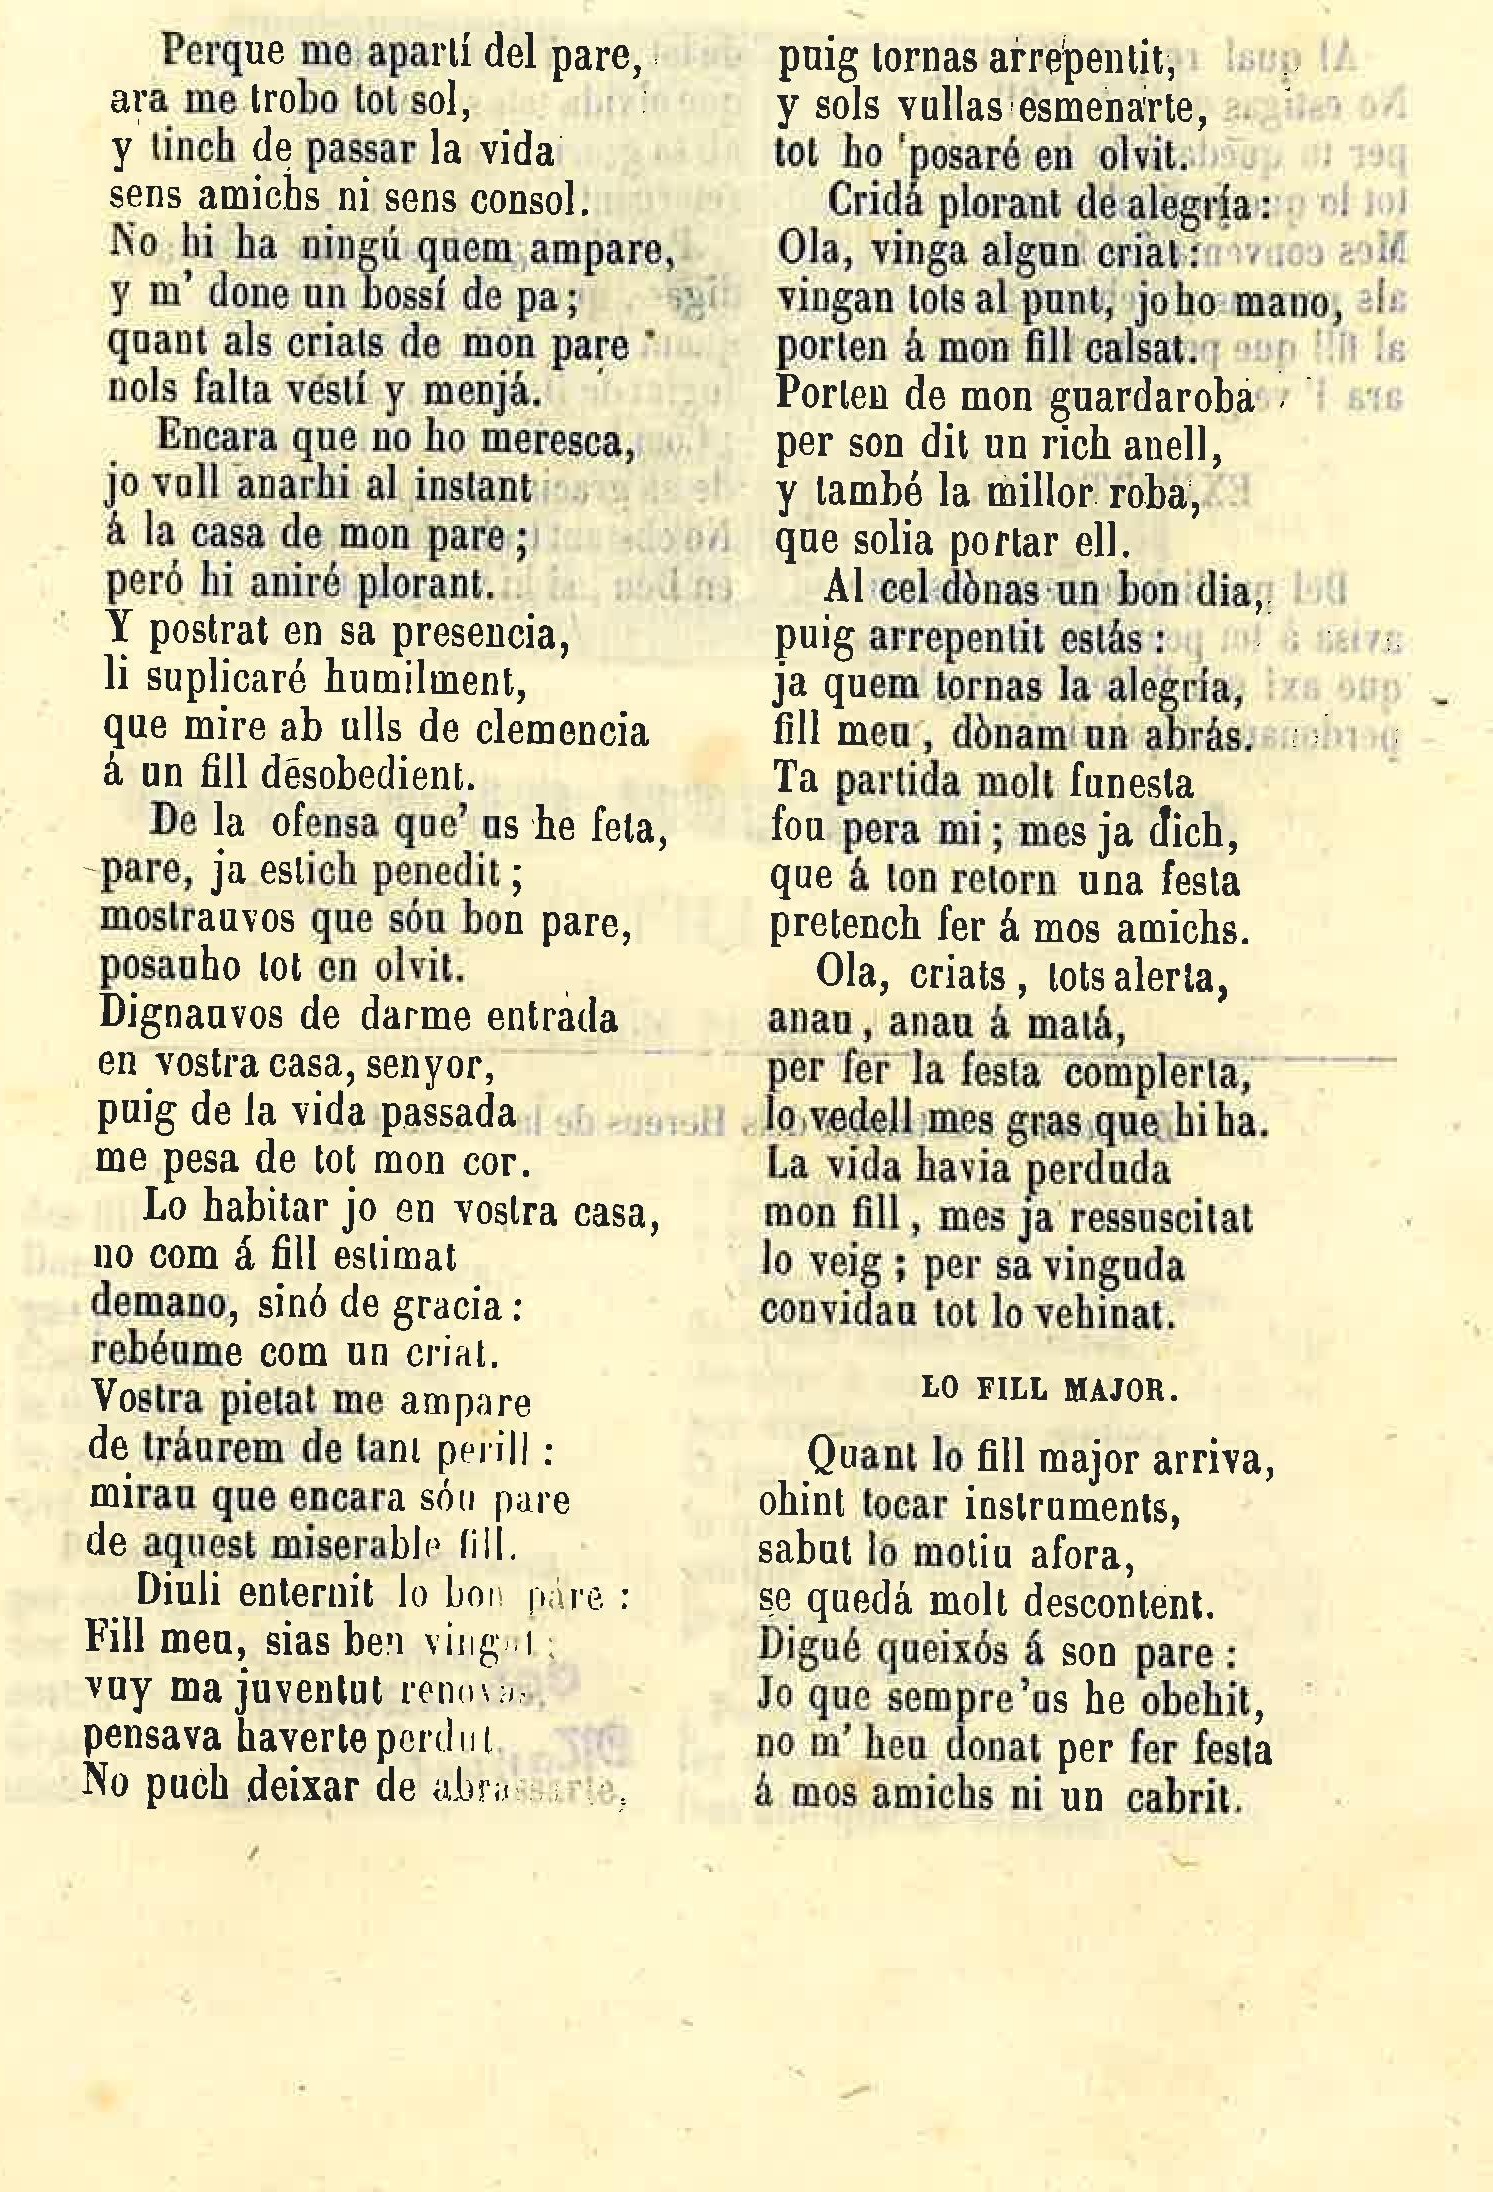 Perque me apartí del pare,
ara me trobo tot sol,
y tinch de passar la vida
sens amichs ni sens consol.
No hi ha ningú quem ampare,
y m' done un bossí de pa;
quant als criats de mon pare
nols falta vestí y menjá.
Encara que no ho meresca,
jo vull anarhi al instant
á la casa de mon pare;
peró hi aniré plorant.
Y postrat en sa presencia,
li suplicaré humilment,
que mire ab ulls de clemencia
á un fill desobedient.
De la ofensa que' us he feta,
pare, ja estich penedit;
mostrauvos que sóu bon pare,
posauho tot en olvit.
Dignauvos de darme entrada
en vostra casa, senyor,
puig de la vida passada
me pesa de tot mon cor.
Lo habitar jo en vostra casa,
no com á fill estimat
demano, sinó de gracia:
rebéume com un criat.
Vostra pietat me ampare
de tráurem de tant perill:
mirau que encara sóu pare
de aquest miserable fill.
Diuli enternit lo bon pare:
Fill meu, sias ben vingut:
vuy ma juventut renovas,
pensava haverte perdut.
No puch deixar de abrassarte,
puig tornas arrepentit,
y sols vullas esmenarte,
tot ho posaré en olvit.
Cridá plorant de alegría:
Ola, vinga algun criat:
vingan tots al punt, jo ho mano,
porten á mon fill calsat.
Porten de mon guardaroba
per son dit un rich anell,
y també la millor roba,
que solia portar ell.
Al cel dònas un bon dia,
puig arrepentit estás:
ja quem tornas la alegría,
fill meu, dònam un abrás.
Ta partida molt funesta
fou pera mi; mes ja dich,
que á ton retorn una festa
pretench fer á mos amichs.
Ola, criats, tots alerta,
anau, anau á matá,
per fer la festa complerta,
lo vedell mes gras que hi ha.
La vida havia perduda
mon fill, mes ja ressuscitat
lo veig; per sa vinguda
convidau tot lo vehinat.
LO FILL MAJOR.
Quant lo fill major arriva,
ohint tocar instruments,
sabut lo motiu afora,
se quedá molt descontent.
Digué queixós á son pare:
Jo que sempre 'us he obehit,
no m' heu donat per fer festa
á mos amichs ni un cabrit.